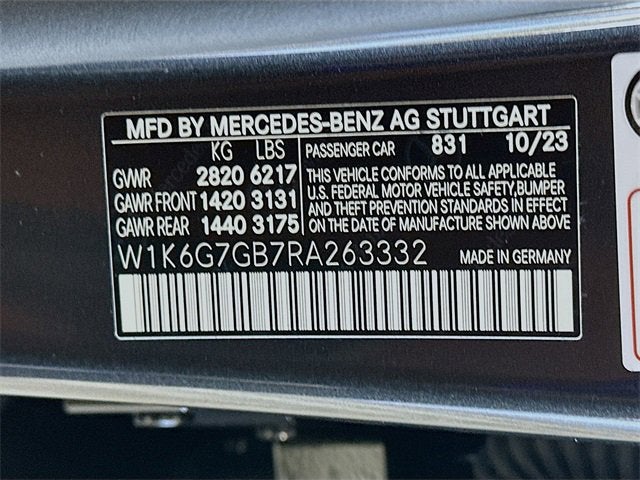 MFD BY MERCEDES-BENZ AG STUTTGART
KG LBS PASSENGER CAR 831 10/23
GVWR 2820 6217
GAWR FRONT 1420 3131
GAWR REAR 1440 3175
THIS VEHICLE CONFORMS TO ALL APPLICABLE
U.S. FEDERAL MOTOR VEHICLE SAFETY, BUMPER
AND THEFT PREVENTION STANDARDS IN EFFECT
ON THE DATE OF MANUFACTURE SHOWN ABOVE
W1K6G7GB7RA263332 MADE IN GERMANY